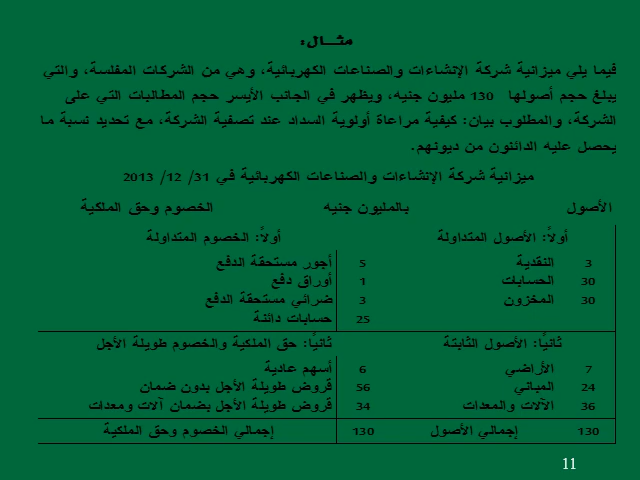 مثـــال:
فيما يلي ميزانية شركة الإنشاءات والصناعات الكهربائية، وهي من الشركات المفلسة، والتي
يبلغ حجم أصولها 130 مليون جنيه، ويظهر في الجانب الأيسر حجم المطالبات التي على
الشركة، والمطلوب بيان: كيفية مراعاة أولوية السداد عند تصفية الشركة، مع تحديد نسبة ما
يحصل عليه الدائنون من ديونهم.
ميزانية شركة الإنشاءات والصناعات الكهربائية في 31/ 12/ 2013
الأصول بالمليون جنيه الخصوم وحق الملكية
أولاً: الأصول المتداولة أولاً: الخصوم المتداولة
3 النقدية 5 أجور مستحقة الدفع
30 الحسابات 1 أوراق دفع
30 المخزون 3 ضرائي مستحقة الدفع
25 حسابات دائنة
ثانيًا: الأصول الثابتة ثانيًا: حق الملكية والخصوم طويلة الأجل
7 الأراضي 6 أسهم عادية
24 المباني 56 قروض طويلة الأجل بدون ضمان
36 الآلات والمعدات 34 قروض طويلة الأجل بضمان آلات ومعدات
130 إجمالي الأصول 130 إجمالي الخصوم وحق الملكية
11